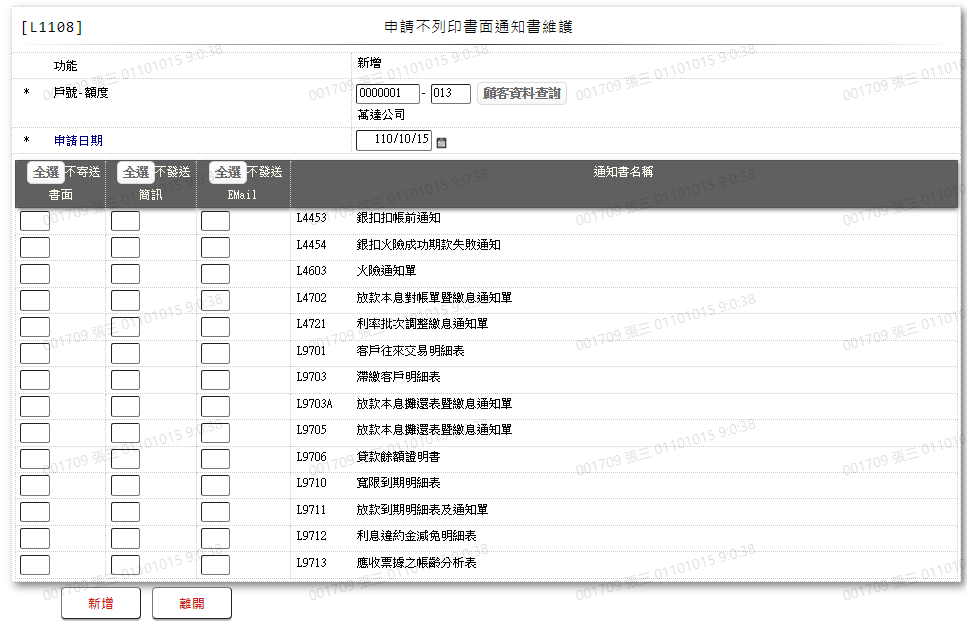 [L1108] 申請不列印書面通知書維護
功能 新增
* 戶號-額度 0000001 - 013 顧客資料查詢
萬達公司
* 申請日期 110/10/15
全選 不寄送 全選 不發送 全選 不發送 通知書名稱
書面 簡訊 EMail
L4453 銀扣扣帳前通知
L4454 銀扣火險成功期款失敗通知
L4603 火險通知單
L4702 放款本息對帳單暨繳息通知單
L4721 利率批次調整繳息通知單
L9701 客戶往來交易明細表
L9703 滯繳客戶明細表
L9703A 放款本息攤還表暨繳息通知單
L9705 放款本息攤還表暨繳息通知單
L9706 貸款餘額證明書
L9710 寬限到期明細表
L9711 放款到期明細表及通知單
L9712 利息違約金減免明細表
L9713 應收票據之帳齡分析表
新增 離開
001709 張三 01101015 9:0:38